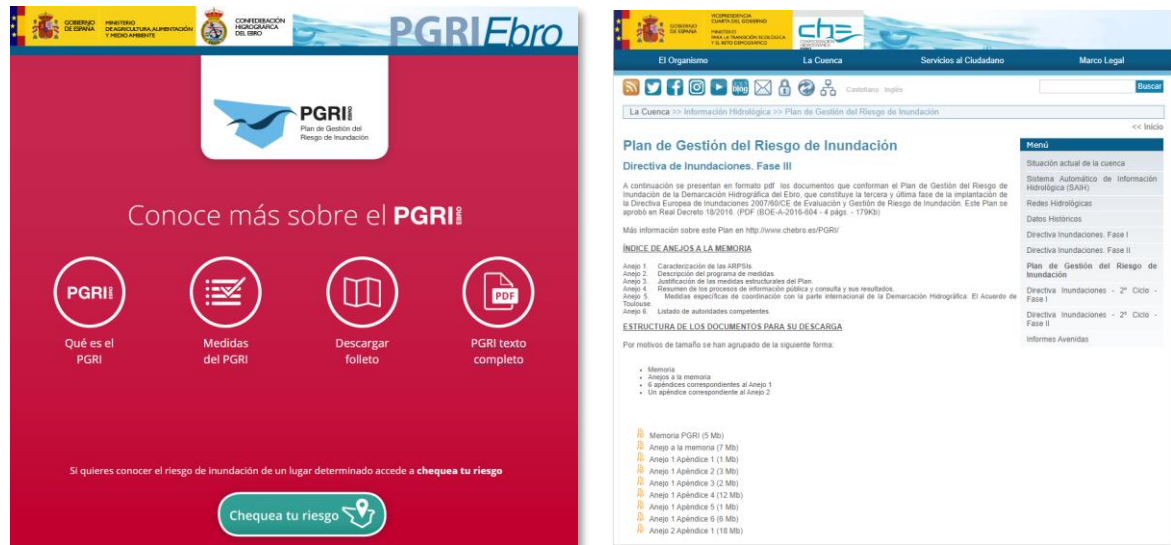 GOBIERNO
DE ESPAÑA
MINISTERIO
DE AGRICULTURA, ALIMENTACIÓN
Y MEDIO AMBIENTE
CONFEDERACIÓN
HIDROGRÁFICA
DEL EBRO
PGRIEbro
PGRI
Plan de Gestión del
Riesgo de Inundación
Conoce más sobre el PGRI EBRO
PGRI EBRO
PDF
Qué es el
PGRI
Medidas
del PGRI
Descargar
folleto
PGRI texto
completo
Si quieres conocer el riesgo de inundación de un lugar determinado accede a chequea tu riesgo
Chequea tu riesgo
GOBIERNO
DE ESPAÑA
VICEPRESIDENCIA
CUARTA DEL GOBIERNO
MINISTERIO
PARA LA TRANSICIÓN ECOLÓGICA
Y EL RETO DEMOGRÁFICO
che
El Organismo
La Cuenca
Servicios al Ciudadano
Marco Legal
blog
Castellano Inglés
Buscar
La Cuenca >> Información Hidrológica >> Plan de Gestión del Riesgo de Inundación
<< Inicio
Plan de Gestión del Riesgo de Inundación
Directiva de Inundaciones. Fase III
A continuación se presentan en formato pdf los documentos que conforman el Plan de Gestión del Riesgo de
Inundación de la Demarcación Hidrográfica del Ebro, que constituye la tercera y última fase de la implantación de
la Directiva Europea de Inundaciones 2007/60/CE de Evaluación y Gestión de Riesgo de Inundación. Este Plan se
aprobó en Real Decreto 18/2016. (PDF (BOE-A-2016-604 - 4 págs. - 179Kb)
Más información sobre este Plan en http://www.chebro.es/PGRI/
ÍNDICE DE ANEJOS A LA MEMORIA
Anejo 1. Caracterización de las ARPSIs.
Anejo 2. Descripción del programa de medidas
Anejo 3. Justificación de las medidas estructurales del Plan.
Anejo 4. Resumen de los procesos de información pública y consulta y sus resultados.
Anejo 5. Medidas específicas de coordinación con la parte internacional de la Demarcación Hidrográfica: El Acuerdo de
Toulouse.
Anejo 6. Listado de autoridades competentes
ESTRUCTURA DE LOS DOCUMENTOS PARA SU DESCARGA
Por motivos de tamaño se han agrupado de la siguiente forma:
Memoria
Anejos a la memoria
6 apéndices correspondientes al Anejo 1
Un apéndice correspondiente al Anejo 2
Memoria PGRI (5 Mb)
Anejo a la memoria (7 Mb)
Anejo 1 Apéndice 1 (1 Mb)
Anejo 1 Apéndice 2 (3 Mb)
Anejo 1 Apéndice 3 (2 Mb)
Anejo 1 Apéndice 4 (12 Mb)
Anejo 1 Apéndice 5 (1 Mb)
Anejo 1 Apéndice 6 (6 Mb)
Anejo 2 Apéndice 1 (18 Mb)
Menú
Situación actual de la cuenca
Sistema Automático de Información
Hidrológica (SAIH)
Redes Hidrológicas
Datos Históricos
Directiva Inundaciones. Fase I
Directiva Inundaciones. Fase II
Plan de Gestión del Riesgo de
Inundación
Directiva Inundaciones - 2º Ciclo -
Fase I
Directiva Inundaciones - 2º Ciclo -
Fase II
Informes Avenidas